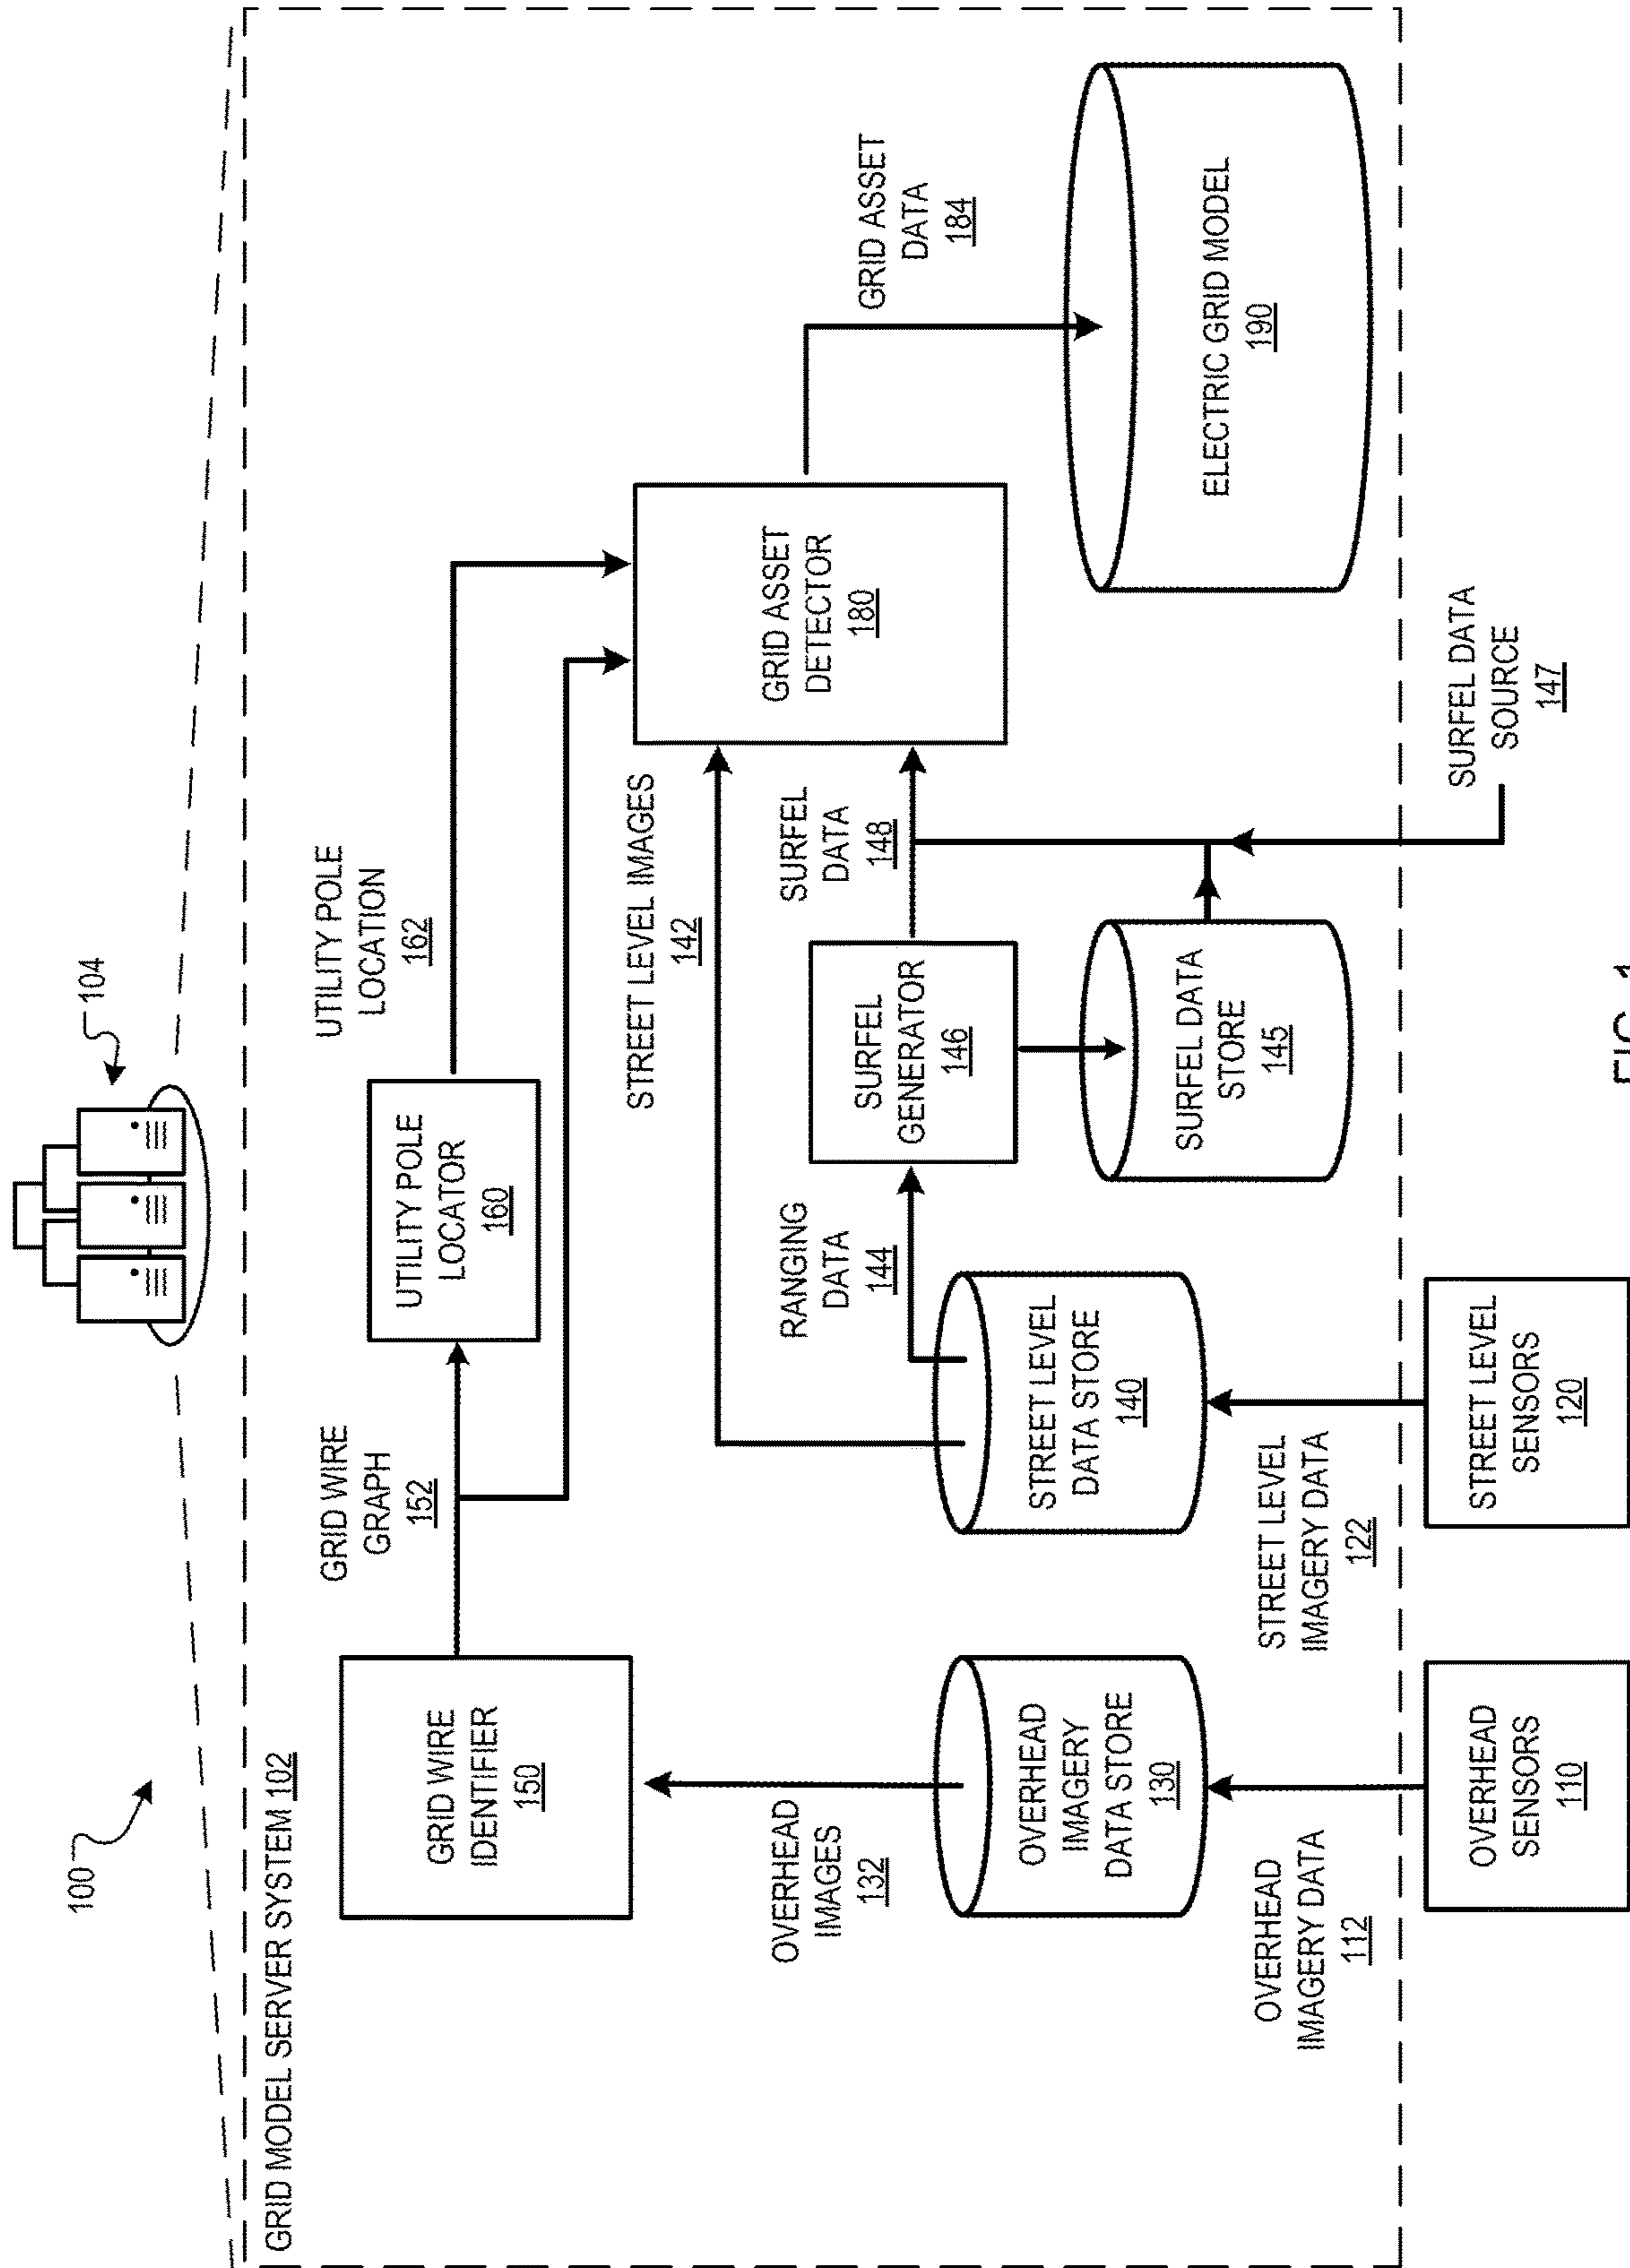 100
104
GRID MODEL SERVER SYSTEM 102
GRID WIRE
IDENTIFIER
150
GRID WIRE
GRAPH
152
UTILITY POLE
LOCATOR
160
UTILITY POLE
LOCATION
162
OVERHEAD
IMAGES
132
STREET LEVEL IMAGES
142
GRID ASSET
DETECTOR
180
GRID ASSET
DATA
184
RANGING
DATA
144
SURFEL
GENERATOR
146
SURFEL
DATA
148
OVERHEAD
IMAGERY
DATA STORE
130
STREET LEVEL
DATA STORE
140
SURFEL DATA
STORE
145
ELECTRIC GRID MODEL
190
OVERHEAD
IMAGERY DATA
112
STREET LEVEL
IMAGERY DATA
122
SURFEL DATA
SOURCE
147
OVERHEAD
SENSORS
110
STREET LEVEL
SENSORS
120
FIG. 1